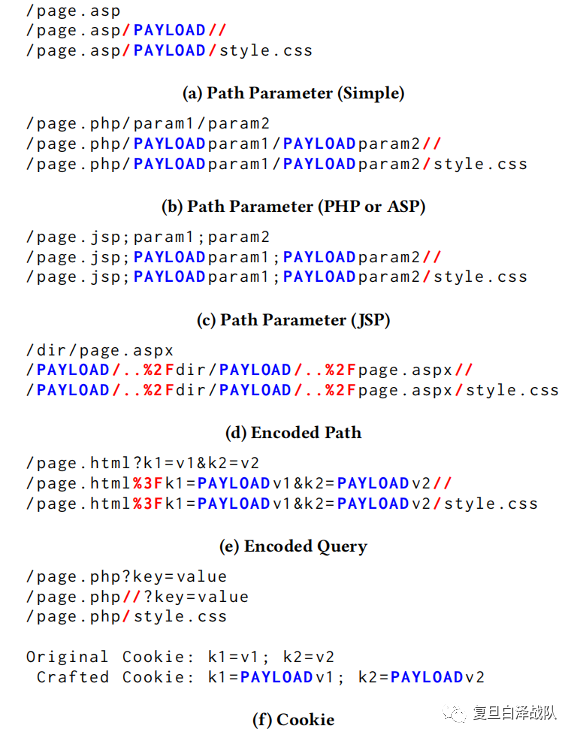 /page.asp
/page.asp/PAYLOAD//
/page.asp/PAYLOAD/style.css
(a) Path Parameter (Simple)
/page.php/param1/param2
/page.php/PAYLOADparam1/PAYLOADparam2//
/page.php/PAYLOADparam1/PAYLOADparam2/style.css
(b) Path Parameter (PHP or ASP)
/page.jsp;param1;param2
/page.jsp;PAYLOADparam1;PAYLOADparam2//
/page.jsp;PAYLOADparam1;PAYLOADparam2/style.css
(c) Path Parameter (JSP)
/dir/page.aspx
/PAYLOAD/..%2Fdir/PAYLOAD/..%2Fpage.aspx//
/PAYLOAD/..%2Fdir/PAYLOAD/..%2Fpage.aspx/style.css
(d) Encoded Path
/page.html?k1=v1&k2=v2
/page.html%3Fk1=PAYLOADv1&k2=PAYLOADv2//
/page.html%3Fk1=PAYLOADv1&k2=PAYLOADv2/style.css
(e) Encoded Query
/page.php?key=value
/page.php//?key=value
/page.php/style.css
Original Cookie: k1=v1; k2=v2
Crafted Cookie: k1=PAYLOADv1; k2=PAYLOADv2
(f) Cookie
复旦白泽战队